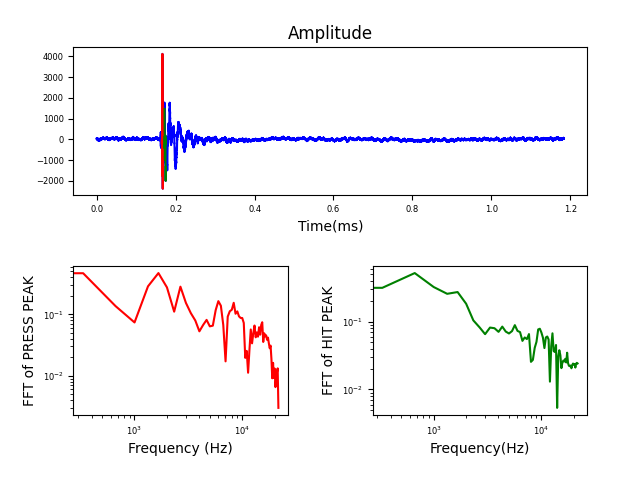 Amplitude
4000
3000
2000
1000
0
−1000
−2000
0.0 0.2 0.4 0.6 0.8 1.0 1.2
Time(ms)
FFT of PRESS PEAK
10⁻¹
10⁻²
10³ 10⁴
Frequency (Hz)
FFT of HIT PEAK
10⁻¹
10⁻²
10³ 10⁴
Frequency(Hz)